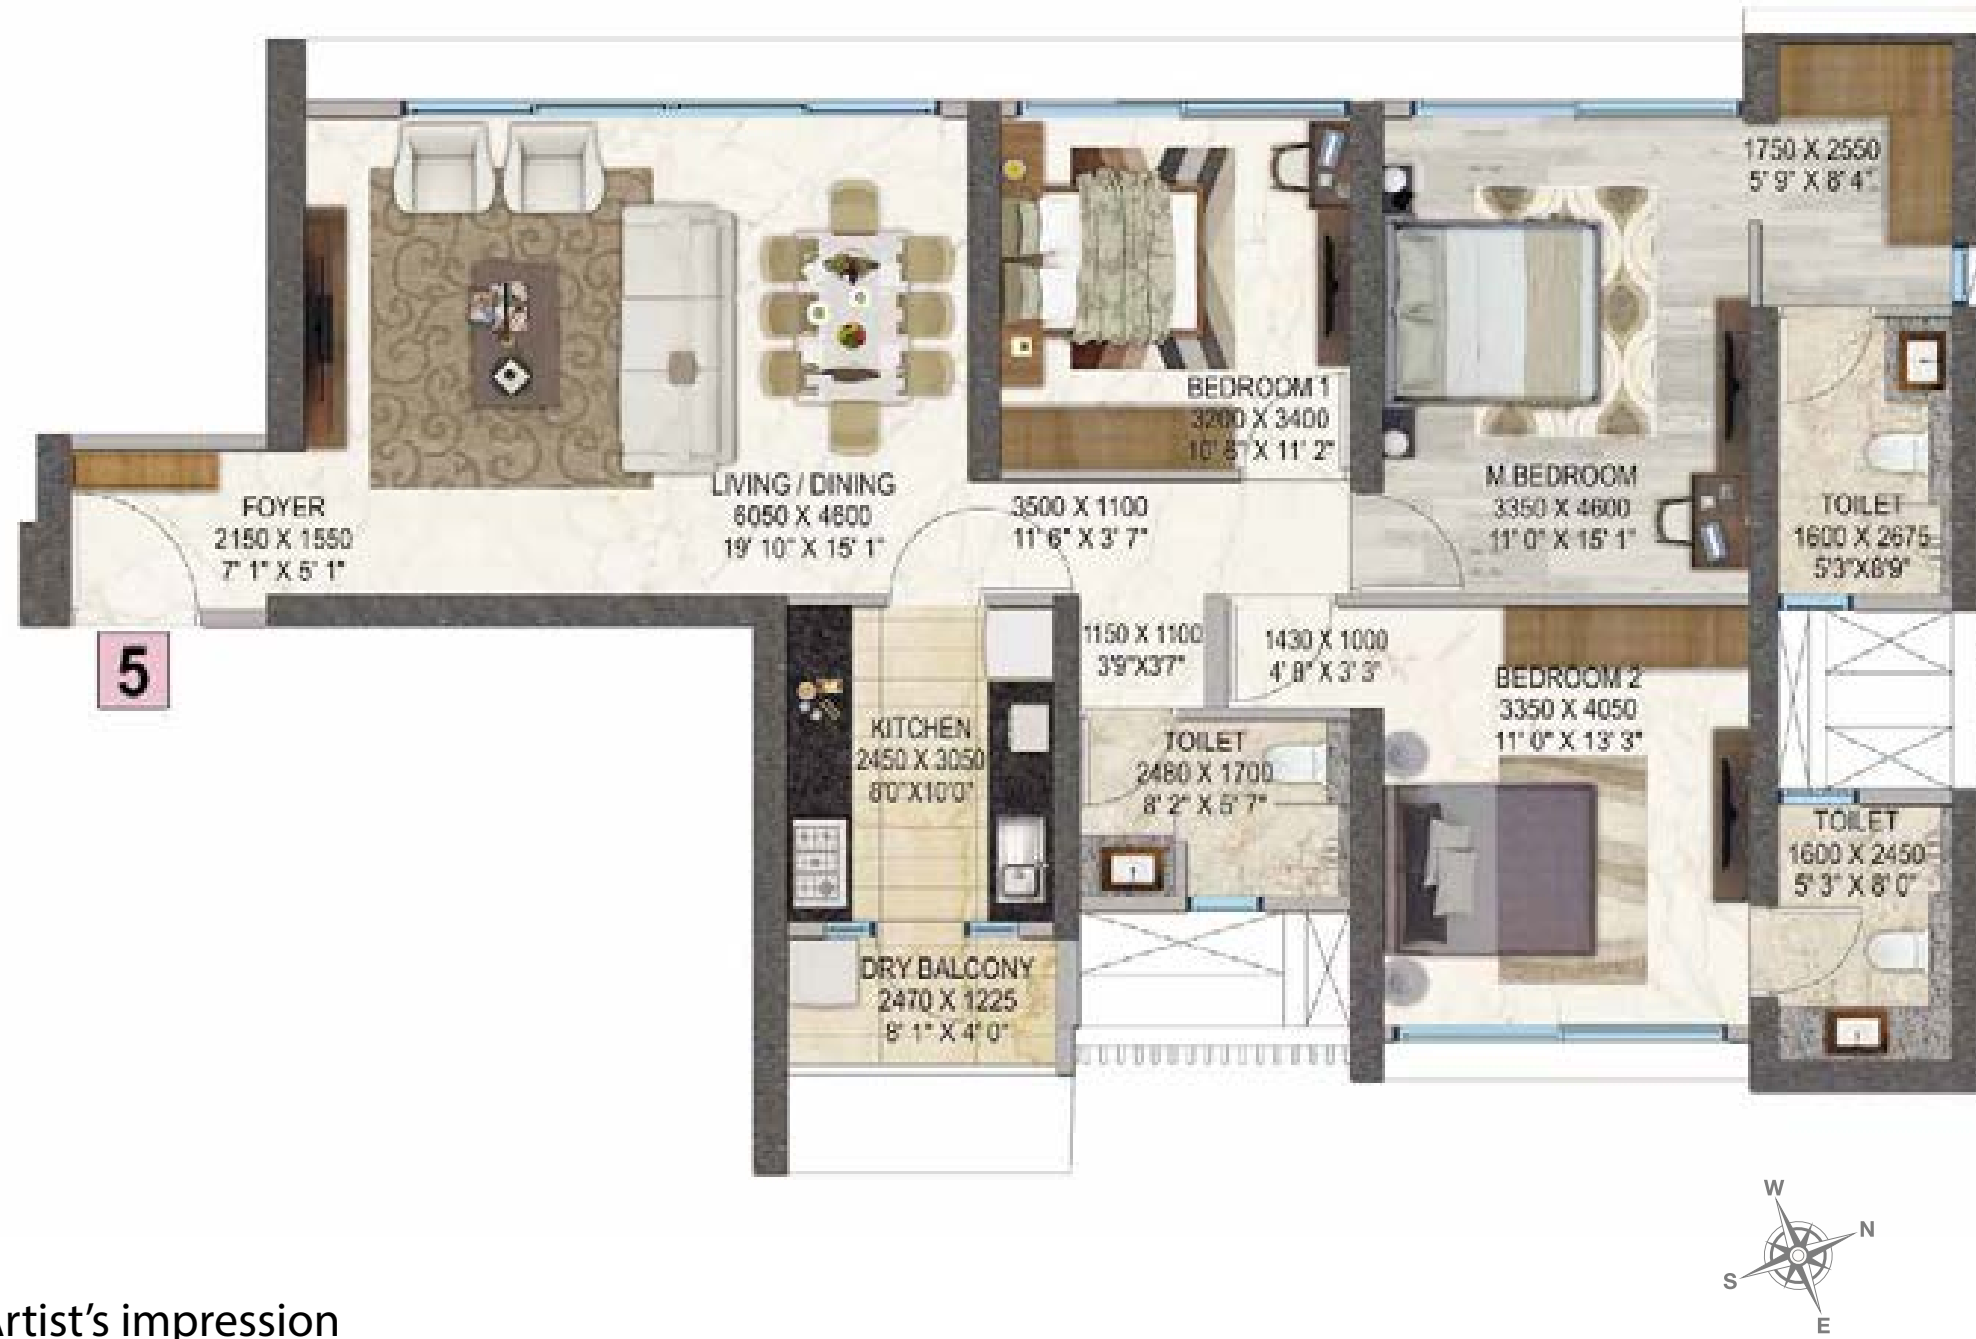 1750 X 2550
5' 9" X 8' 4"
BEDROOM 1
3200 X 3400
10' 6" X 11' 2"
FOYER
2150 X 1550
7' 1" X 5' 1"
LIVING / DINING
6050 X 4600
19' 10" X 15' 1"
3500 X 1100
11' 6" X 3' 7"
M.BEDROOM
3350 X 4600
11' 0" X 15' 1"
TOILET
1600 X 2675
5'3"X8'9"
5
1150 X 1100
3'9"X3'7"
1430 X 1000
4' 8" X 3' 3"
BEDROOM 2
3350 X 4050
11' 0" X 13' 3"
KITCHEN
2450 X 3050
8'0"X10'0"
TOILET
2480 X 1700
8' 2" X 5' 7"
TOILET
1600 X 2450
5' 3" X 8' 0"
DRY BALCONY
2470 X 1225
8' 1" X 4' 0"
W
N
S
E
Artist's impression